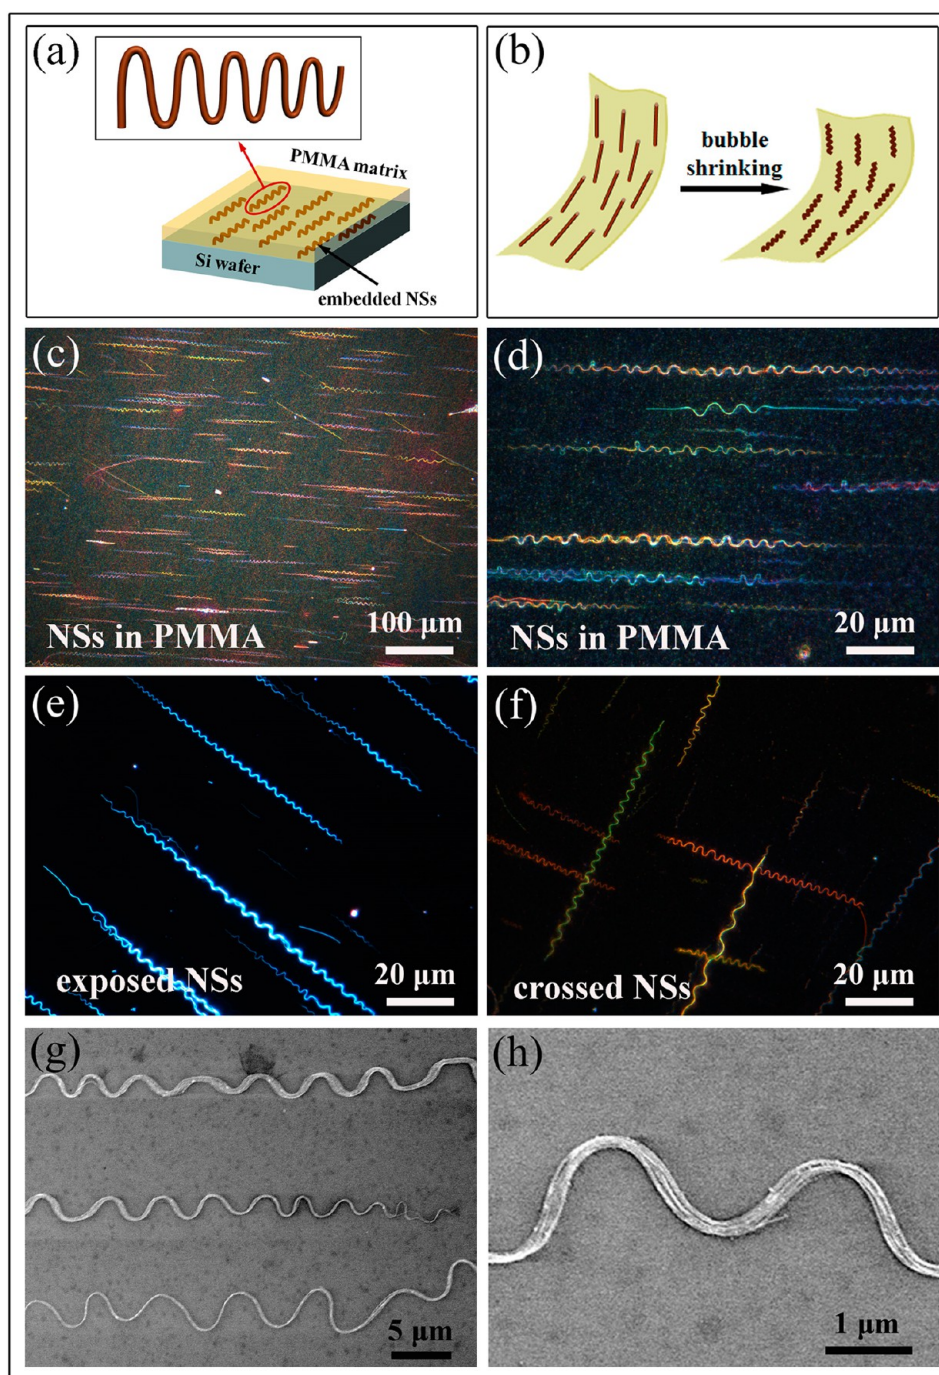 (a)
PMMA matrix
Si wafer
embedded NSs
(b)
bubble
shrinking
(c)
NSs in PMMA
100 μm
(d)
NSs in PMMA
20 μm
(e)
exposed NSs
20 μm
(f)
crossed NSs
20 μm
(g)
5 μm
(h)
1 μm